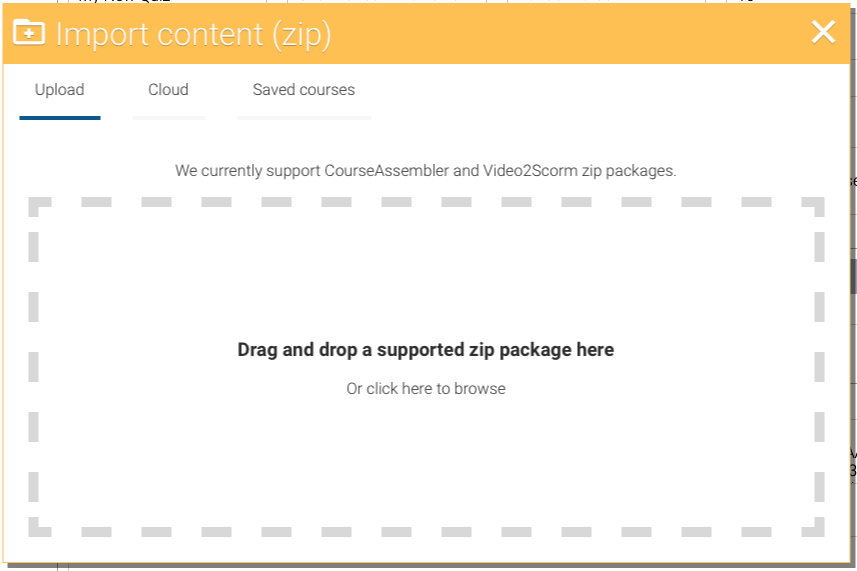 Import content (zip)
Upload
Cloud
Saved courses
We currently support CourseAssembler and Video2Scorm zip packages.
Drag and drop a supported zip package here
Or click here to browse